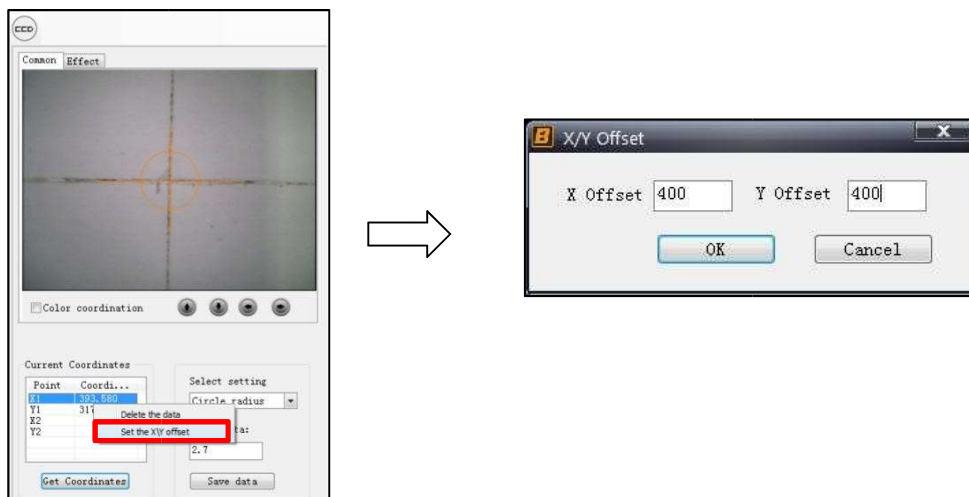 CCD
Common Effect
Color coordination
Current Coordinates
Point Coordi...
X1 393.580
Y1 317
X2
Y2
Delete the data
Set the X\Y offset
Get Coordinates
Select setting
Circle radius
ta:
2.7
Save data
X/Y Offset
X Offset 400 Y Offset 400
OK Cancel